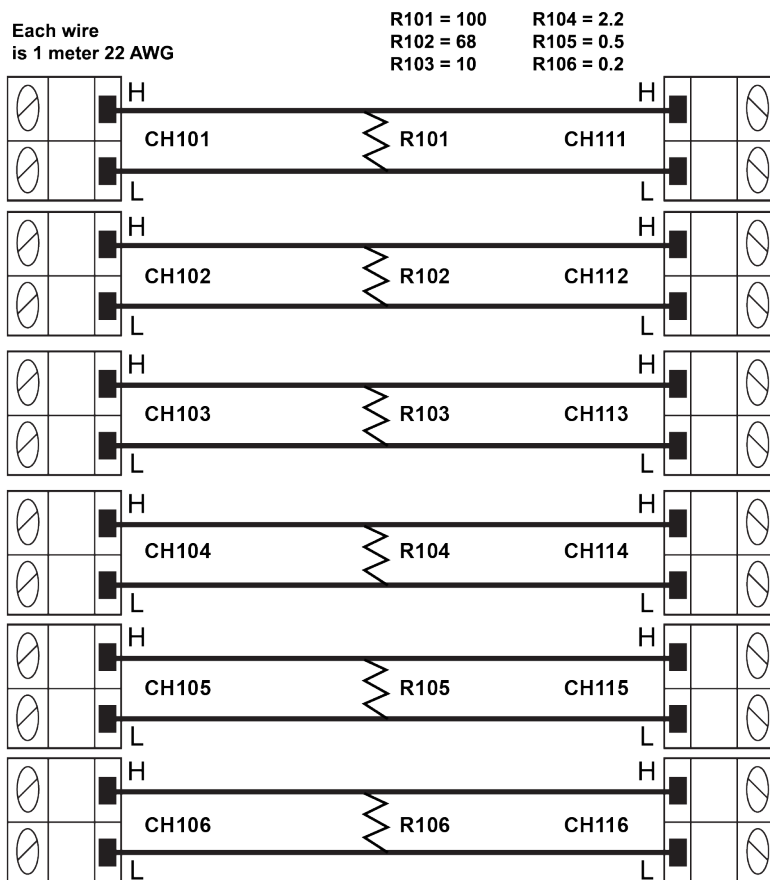 Each wire
is 1 meter 22 AWG
R101 = 100 R104 = 2.2
R102 = 68 R105 = 0.5
R103 = 10 R106 = 0.2
H H
CH101 R101 CH111
L L
H H
CH102 R102 CH112
L L
H H
CH103 R103 CH113
L L
H H
CH104 R104 CH114
L L
H H
CH105 R105 CH115
L L
H H
CH106 R106 CH116
L L